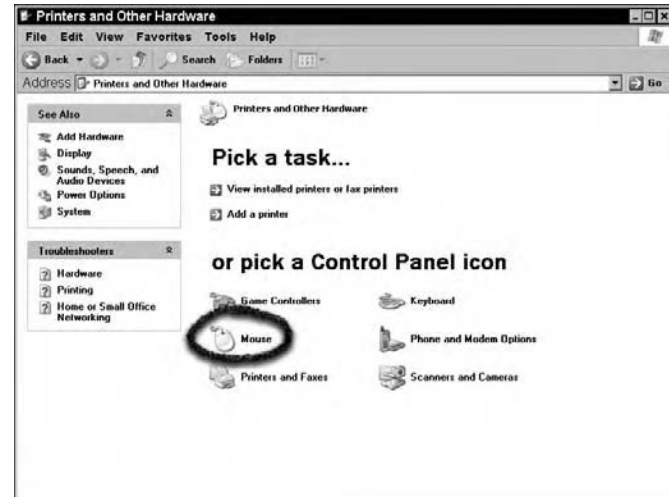 Printers and Other Hardware
File Edit View Favorites Tools Help
Back Search Folders
Address Printers and Other Hardware Go
See Also
Add Hardware
Display
Sounds, Speech, and
Audio Devices
Power Options
System
Troubleshooters
? Hardware
? Printing
? Home or Small Office
Networking
Printers and Other Hardware
Pick a task...
View installed printers or fax printers
Add a printer
or pick a Control Panel icon
Game Controllers Keyboard
Mouse Phone and Modem Options
Printers and Faxes Scanners and Cameras